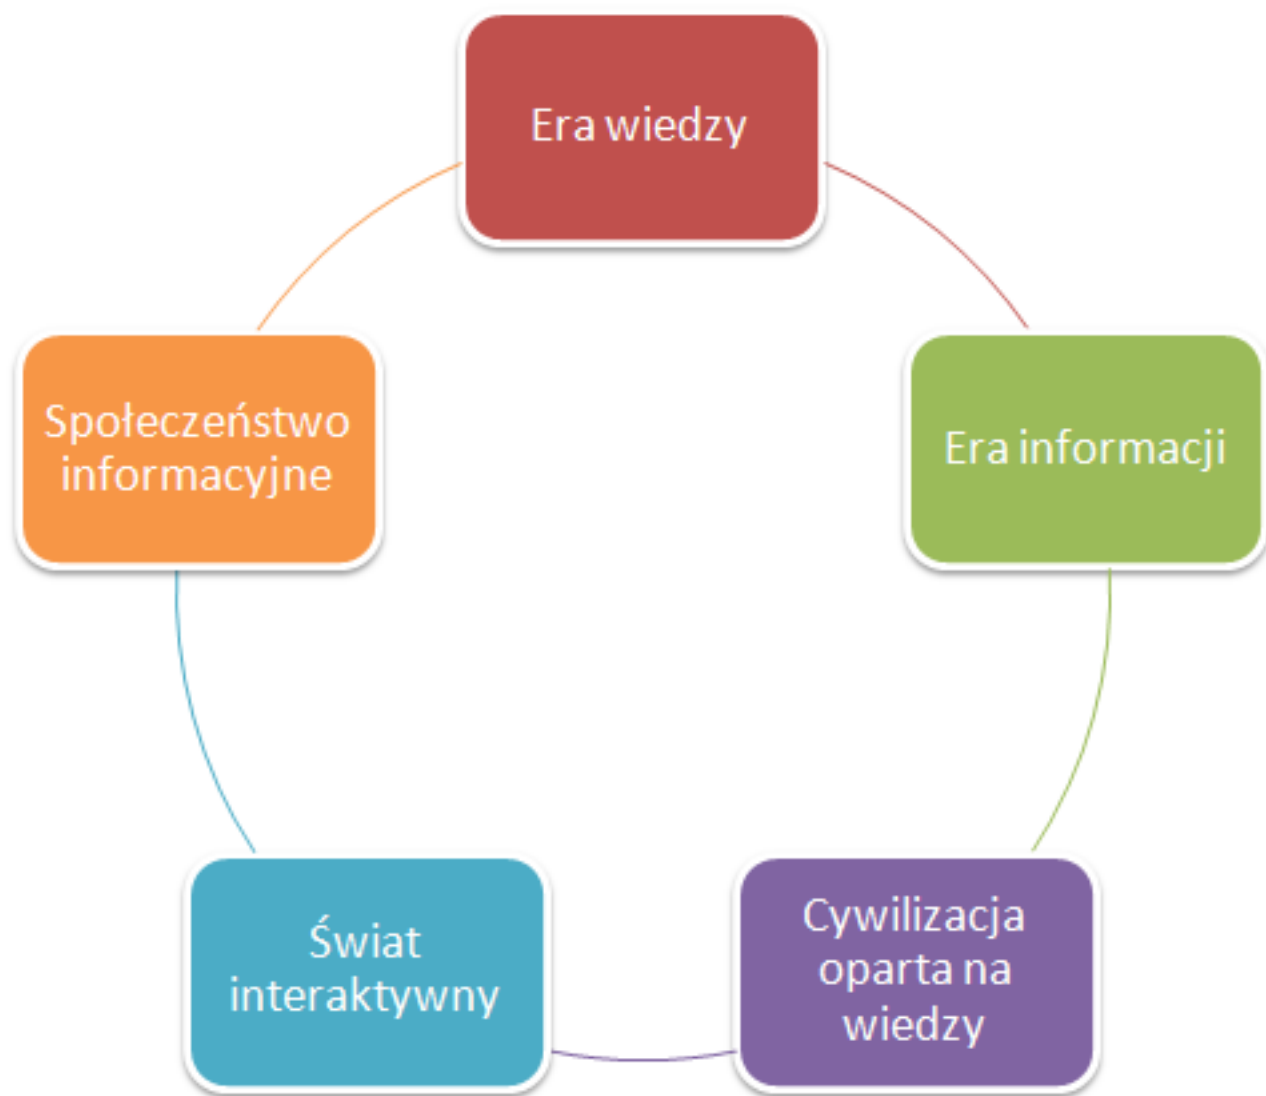 Era wiedzy
Era informacji
Cywilizacja
oparta na
wiedzy
Świat
interaktywny
Społeczeństwo
informacyjne